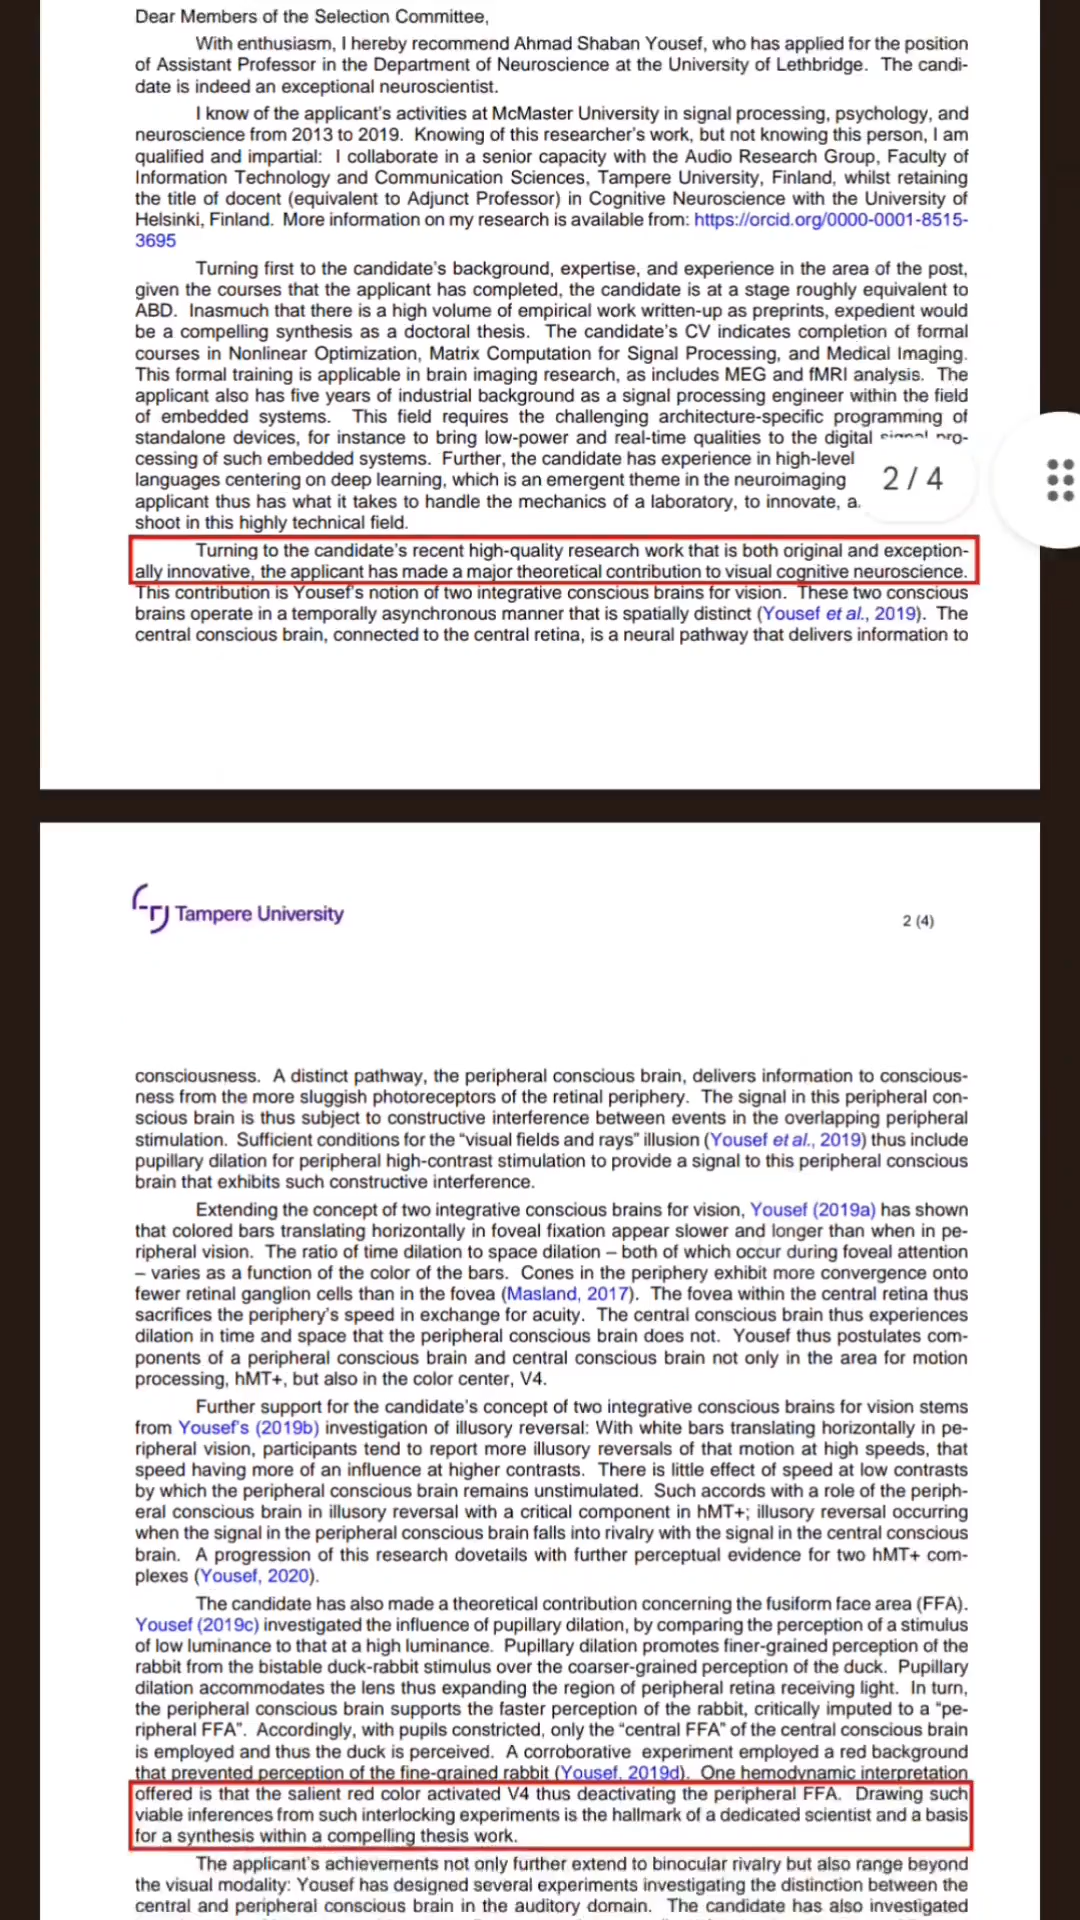 Dear Members of the Selection Committee,
With enthusiasm, I hereby recommend Ahmad Shaban Yousef, who has applied for the position
of Assistant Professor in the Department of Neuroscience at the University of Lethbridge. The candi-
date is indeed an exceptional neuroscientist.
I know of the applicant's activities at McMaster University in signal processing, psychology, and
neuroscience from 2013 to 2019. Knowing of this researcher's work, but not knowing this person, I am
qualified and impartial: I collaborate in a senior capacity with the Audio Research Group, Faculty of
Information Technology and Communication Sciences, Tampere University, Finland, whilst retaining
the title of docent (equivalent to Adjunct Professor) in Cognitive Neuroscience with the University of
Helsinki, Finland. More information on my research is available from: https://orcid.org/0000-0001-8515-
3695
Turning first to the candidate's background, expertise, and experience in the area of the post,
given the courses that the applicant has completed, the candidate is at a stage roughly equivalent to
ABD. Inasmuch that there is a high volume of empirical work written-up as preprints, expedient would
be a compelling synthesis as a doctoral thesis. The candidate's CV indicates completion of formal
courses in Nonlinear Optimization, Matrix Computation for Signal Processing, and Medical Imaging.
This formal training is applicable in brain imaging research, as includes MEG and fMRI analysis. The
applicant also has five years of industrial background as a signal processing engineer within the field
of embedded systems. This field requires the challenging architecture-specific programming of
standalone devices, for instance to bring low-power and real-time qualities to the digital signal pro-
cessing of such embedded systems. Further, the candidate has experience in high-level
languages centering on deep learning, which is an emergent theme in the neuroimaging
2 / 4
applicant thus has what it takes to handle the mechanics of a laboratory, to innovate, a
shoot in this highly technical field.
Turning to the candidate's recent high-quality research work that is both original and exception-
ally innovative, the applicant has made a major theoretical contribution to visual cognitive neuroscience.
This contribution is Yousef's notion of two integrative conscious brains for vision. These two conscious
brains operate in a temporally asynchronous manner that is spatially distinct (Yousef et al., 2019). The
central conscious brain, connected to the central retina, is a neural pathway that delivers information to
Tampere University
2 (4)
consciousness. A distinct pathway, the peripheral conscious brain, delivers information to conscious-
ness from the more sluggish photoreceptors of the retinal periphery. The signal in this peripheral con-
scious brain is thus subject to constructive interference between events in the overlapping peripheral
stimulation. Sufficient conditions for the "visual fields and rays" illusion (Yousef et al., 2019) thus include
pupillary dilation for peripheral high-contrast stimulation to provide a signal to this peripheral conscious
brain that exhibits such constructive interference.
Extending the concept of two integrative conscious brains for vision, Yousef (2019a) has shown
that colored bars translating horizontally in foveal fixation appear slower and longer than when in pe-
ripheral vision. The ratio of time dilation to space dilation – both of which occur during foveal attention
– varies as a function of the color of the bars. Cones in the periphery exhibit more convergence onto
fewer retinal ganglion cells than in the fovea (Masland, 2017). The fovea within the central retina thus
sacrifices the periphery's speed in exchange for acuity. The central conscious brain thus experiences
dilation in time and space that the peripheral conscious brain does not. Yousef thus postulates com-
ponents of a peripheral conscious brain and central conscious brain not only in the area for motion
processing, hMT+, but also in the color center, V4.
Further support for the candidate's concept of two integrative conscious brains for vision stems
from Yousef's (2019b) investigation of illusory reversal: With white bars translating horizontally in pe-
ripheral vision, participants tend to report more illusory reversals of that motion at high speeds, that
speed having more of an influence at higher contrasts. There is little effect of speed at low contrasts
by which the peripheral conscious brain remains unstimulated. Such accords with a role of the periph-
eral conscious brain in illusory reversal with a critical component in hMT+; illusory reversal occurring
when the signal in the peripheral conscious brain falls into rivalry with the signal in the central conscious
brain. A progression of this research dovetails with further perceptual evidence for two hMT+ com-
plexes (Yousef, 2020).
The candidate has also made a theoretical contribution concerning the fusiform face area (FFA).
Yousef (2019c) investigated the influence of pupillary dilation, by comparing the perception of a stimulus
of low luminance to that at a high luminance. Pupillary dilation promotes finer-grained perception of the
rabbit from the bistable duck-rabbit stimulus over the coarser-grained perception of the duck. Pupillary
dilation accommodates the lens thus expanding the region of peripheral retina receiving light. In turn,
the peripheral conscious brain supports the faster perception of the rabbit, critically imputed to a "pe-
ripheral FFA". Accordingly, with pupils constricted, only the "central FFA" of the central conscious brain
is employed and thus the duck is perceived. A corroborative experiment employed a red background
that prevented perception of the fine-grained rabbit (Yousef, 2019d). One hemodynamic interpretation
offered is that the salient red color activated V4 thus deactivating the peripheral FFA. Drawing such
viable inferences from such interlocking experiments is the hallmark of a dedicated scientist and a basis
for a synthesis within a compelling thesis work.
The applicant's achievements not only further extend to binocular rivalry but also range beyond
the visual modality: Yousef has designed several experiments investigating the distinction between the
central and peripheral conscious brain in the auditory domain. The candidate has also investigated